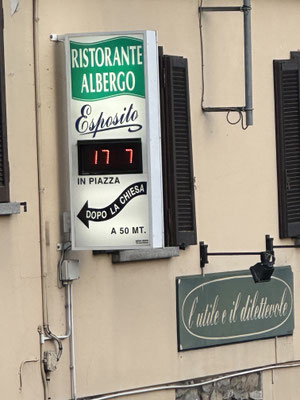 RISTORANTE
ALBERGO
Esposito
17 7
IN PIAZZA
DOPO LA CHIESA
A 50 MT.
l'utile e il dilettevole